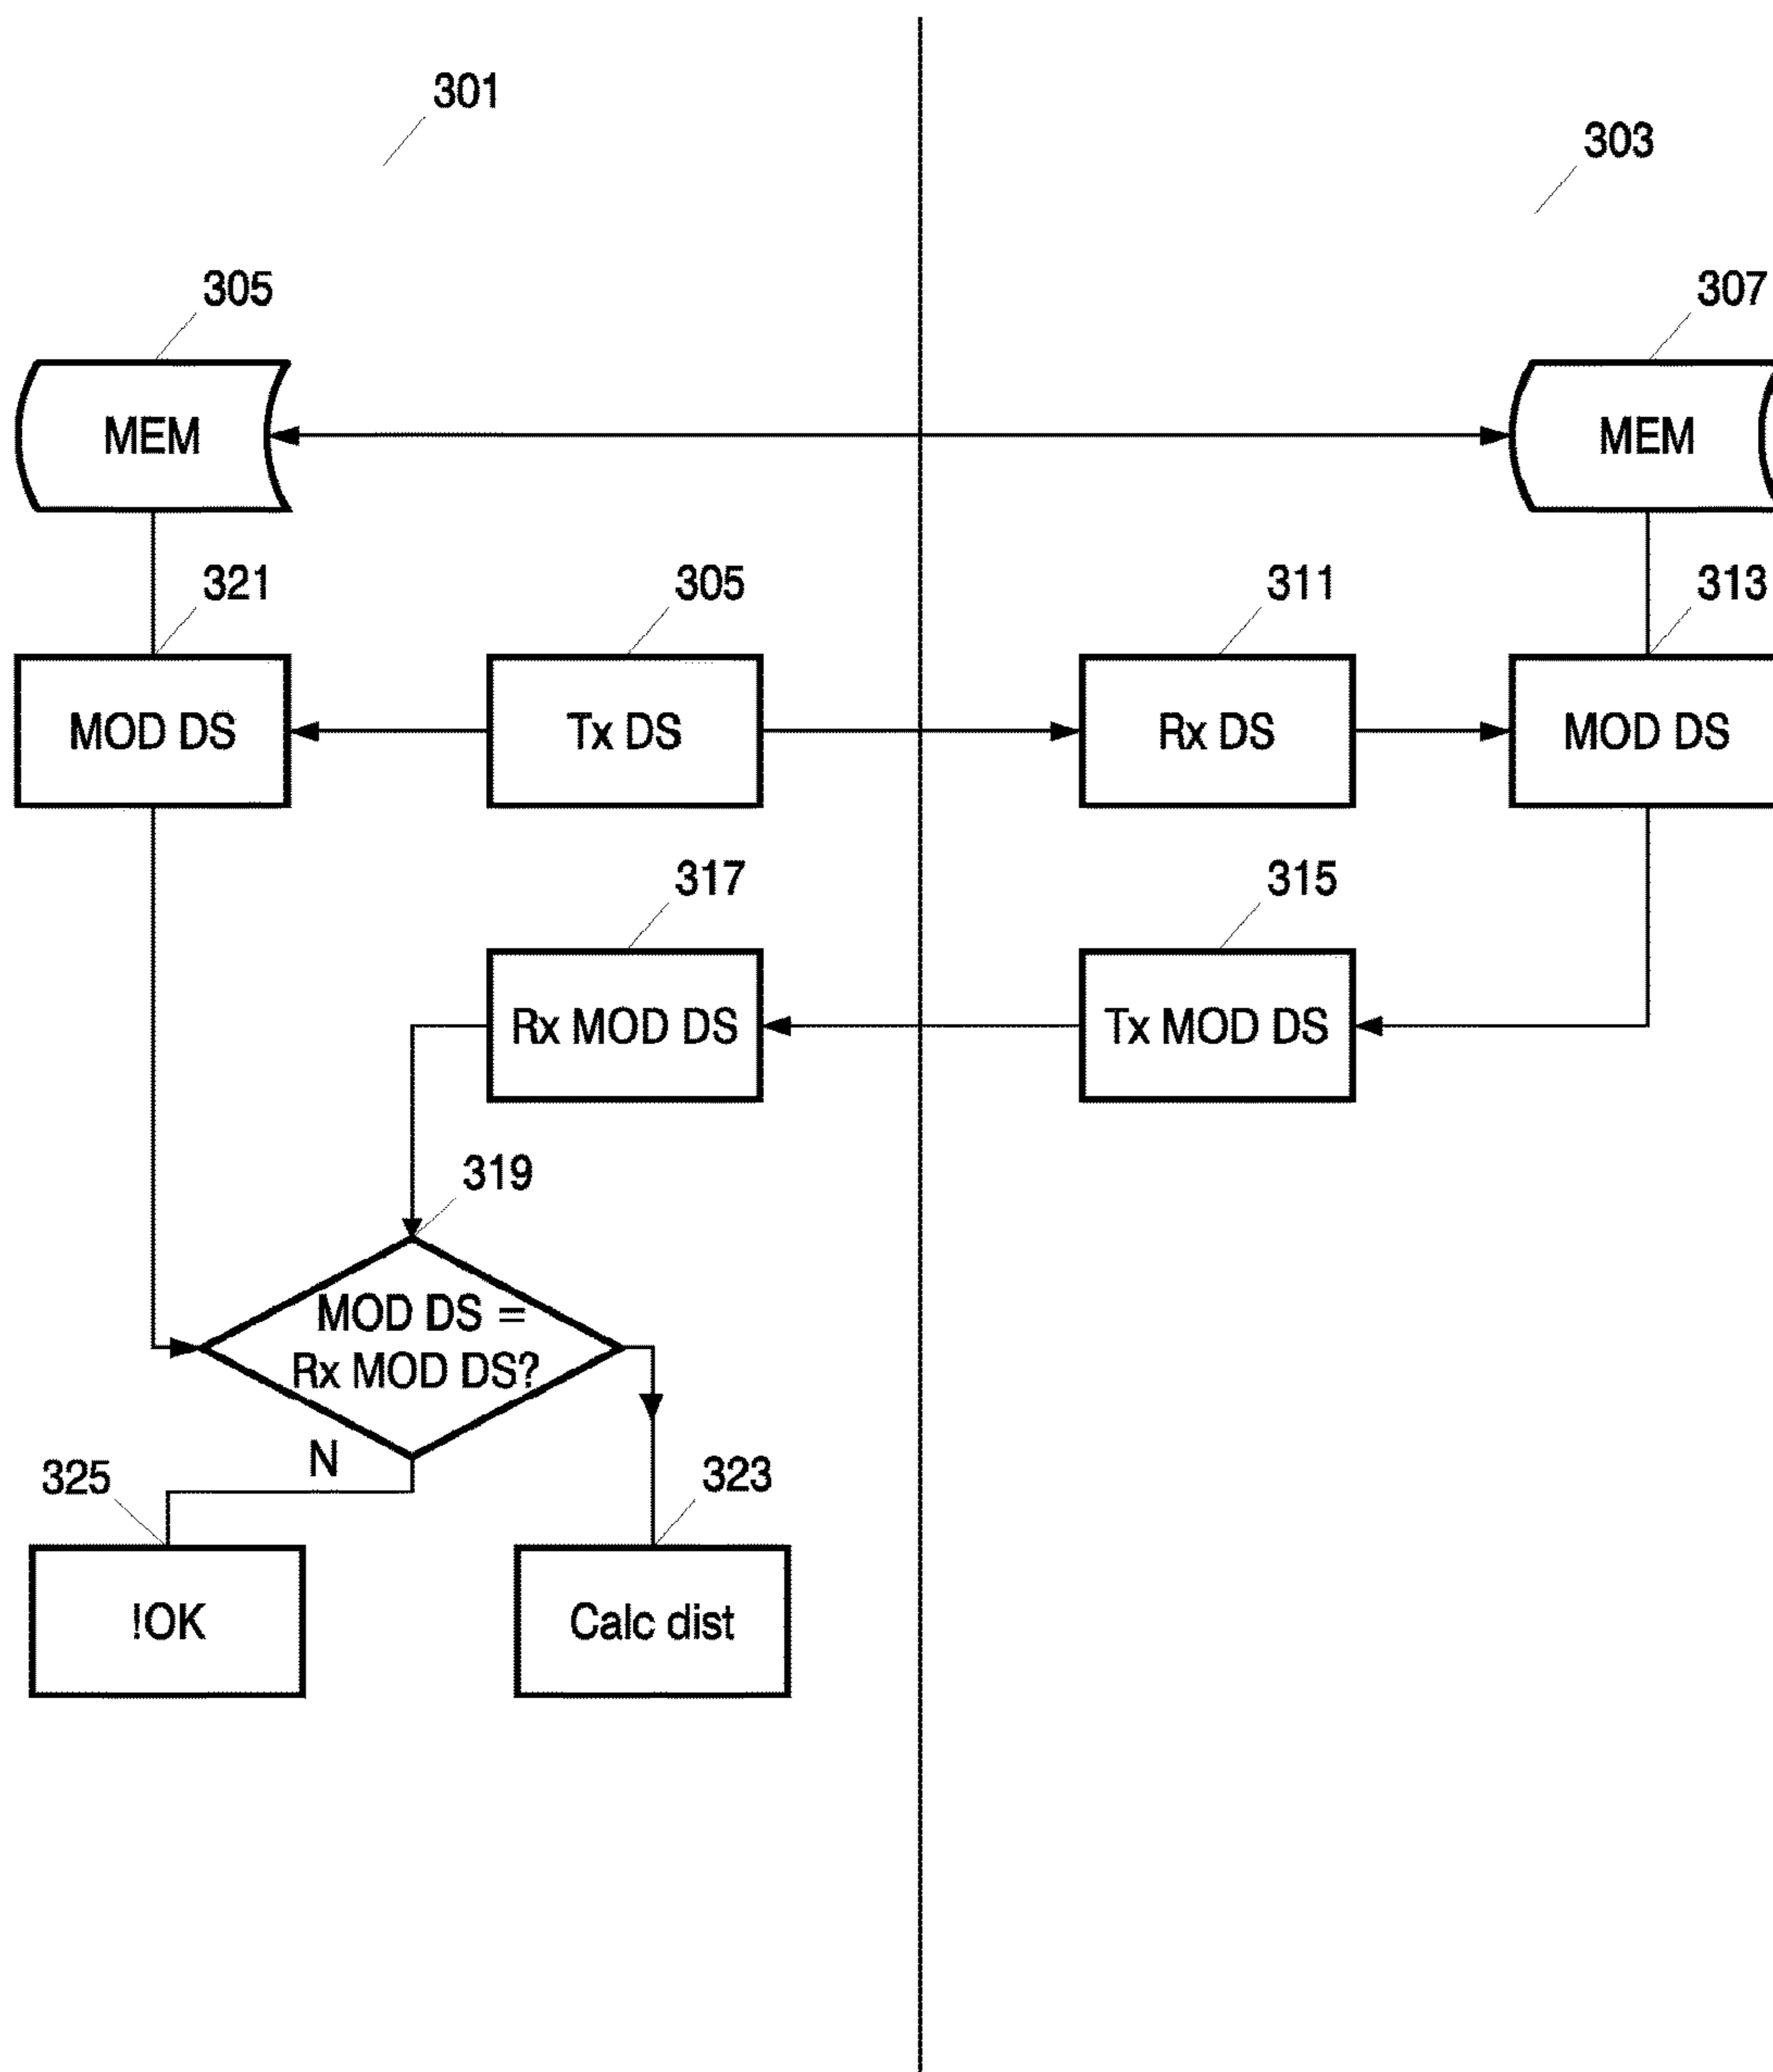 301
303
305
307
MEM
MEM
321
305
311
313
MOD DS
Tx DS
Rx DS
MOD DS
317
315
Rx MOD DS
Tx MOD DS
319
MOD DS =
Rx MOD DS?
N
325
323
!OK
Calc dist